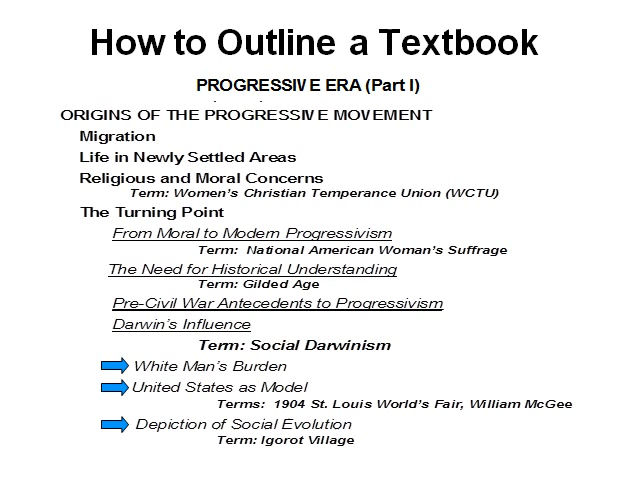 How to Outline a Textbook
PROGRESSIVE ERA (Part I)
ORIGINS OF THE PROGRESSIVE MOVEMENT
Migration
Life in Newly Settled Areas
Religious and Moral Concerns
Term: Women's Christian Temperance Union (WCTU)
The Turning Point
From Moral to Modern Progressivism
Term: National American Woman's Suffrage
The Need for Historical Understanding
Term: Gilded Age
Pre-Civil War Antecedents to Progressivism
Darwin's Influence
Term: Social Darwinism
White Man's Burden
United States as Model
Terms: 1904 St. Louis World's Fair, William McGee
Depiction of Social Evolution
Term: Igorot Village